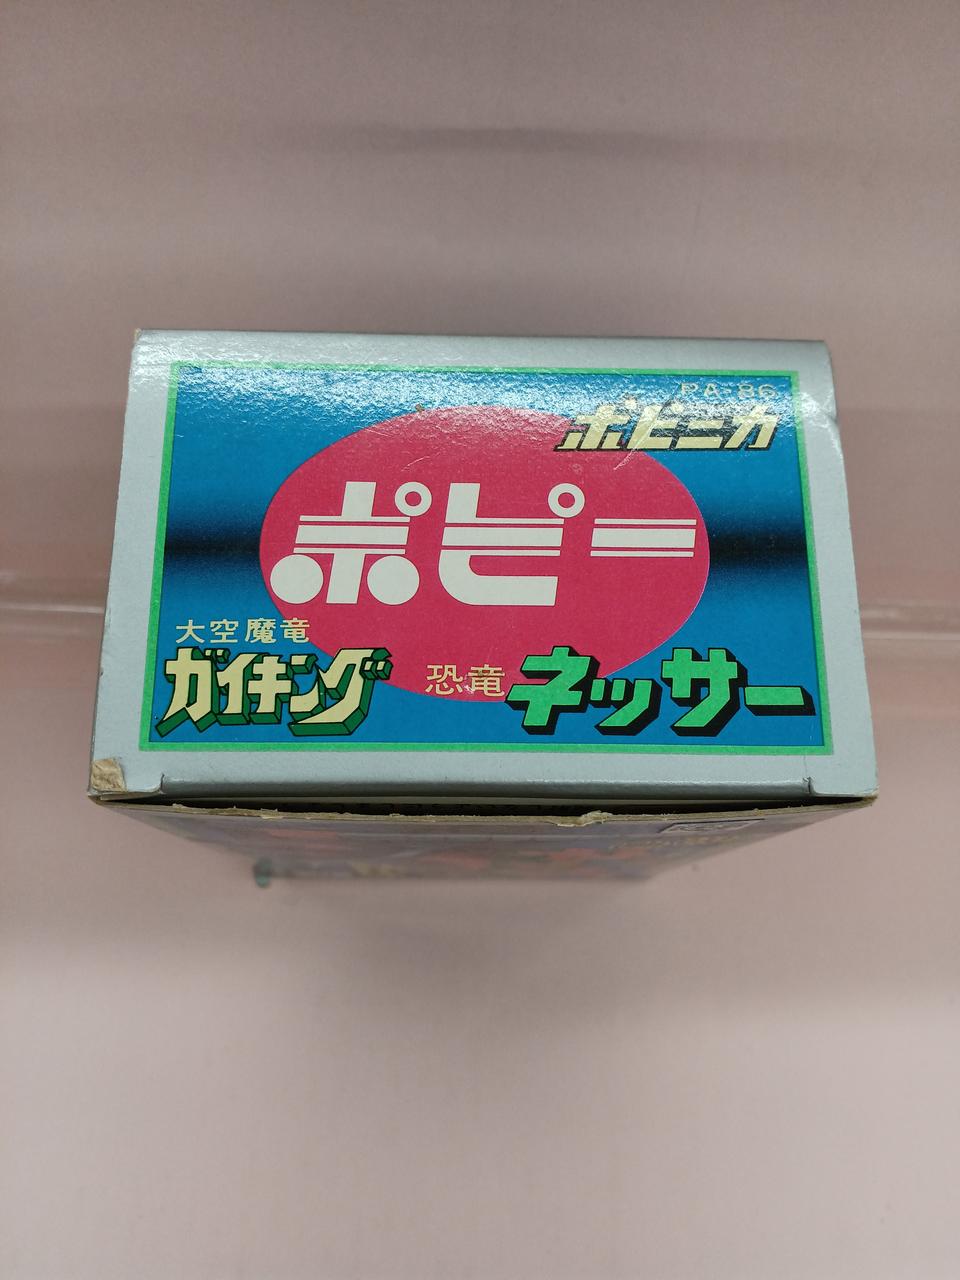 PA-86
ポピニカ
ポピー
大空魔竜
ガイキング
恐竜ネッサー